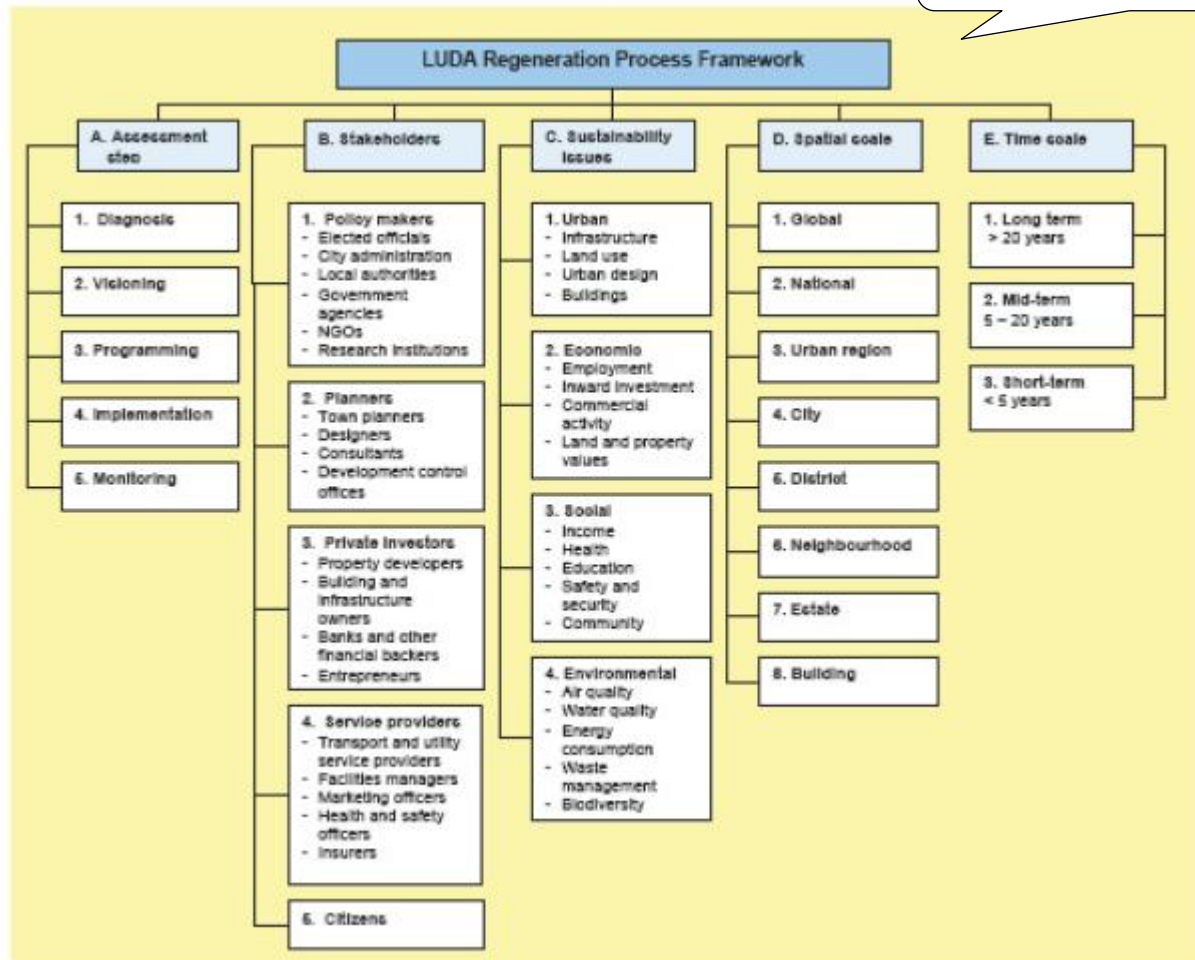 LUDA Regeneration Process Framework
A. Assessment
step
1. Diagnosis
2. Visioning
3. Programming
4. Implementation
5. Monitoring
B. Stakeholders
1. Policy makers
- Elected officials
- City administration
- Local authorities
- Government
agencies
- NGOs
- Research institutions
2. Planners
- Town planners
- Designers
- Consultants
- Development control
offices
3. Private Investors
- Property developers
- Building and
infrastructure
owners
- Banks and other
financial backers
- Entrepreneurs
4. Service providers
- Transport and utility
service providers
- Facilities managers
- Marketing officers
- Health and safety
officers
- Insurers
5. Citizens
C. Sustainability
issues
1. Urban
- Infrastructure
- Land use
- Urban design
- Buildings
2. Economic
- Employment
- Inward investment
- Commercial
activity
- Land and property
values
3. Social
- Income
- Health
- Education
- Safety and
security
- Community
4. Environmental
- Air quality
- Water quality
- Energy
consumption
- Waste
management
- Biodiversity
D. Spatial scale
1. Global
2. National
3. Urban region
4. City
5. District
6. Neighbourhood
7. Estate
8. Building
E. Time scale
1. Long term
> 20 years
2. Mid-term
5 – 20 years
3. Short-term
< 5 years